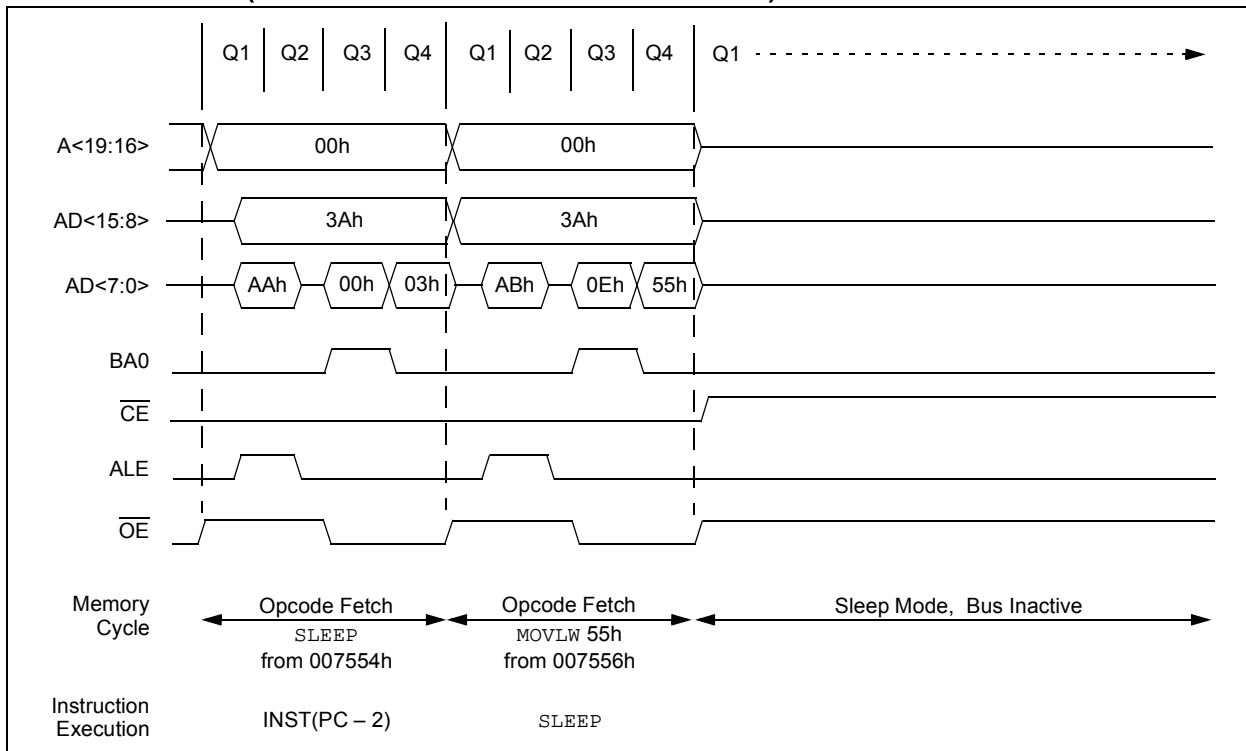 Q1 Q2 Q3 Q4 Q1 Q2 Q3 Q4 Q1
A<19:16> 00h 00h
AD<15:8> 3Ah 3Ah
AD<7:0> AAh 00h 03h ABh 0Eh 55h
BA0
CE
ALE
OE
Memory Cycle
Opcode Fetch
SLEEP
from 007554h
Opcode Fetch
MOVLW 55h
from 007556h
Sleep Mode, Bus Inactive
Instruction Execution
INST(PC – 2)
SLEEP